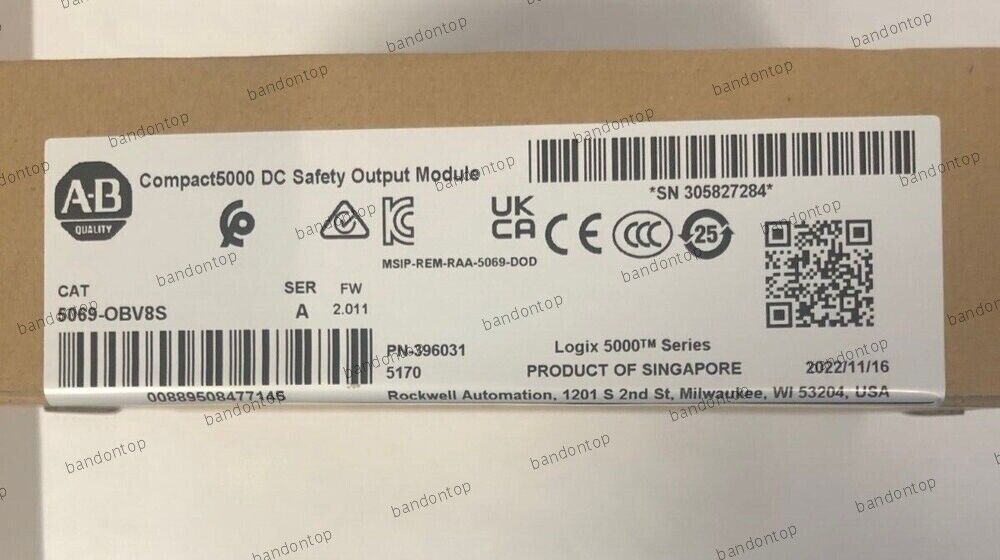 Compact5000 DC Safety Output Module
A-B
QUALITY
*SN 305827284*
UK
CA
CE
CCC
25
MSIP-REM-RAA-5069-DOD
CAT
SER
FW
5069-OBV8S
A
2.011
PN-396031
5170
Logix 5000™ Series
PRODUCT OF SINGAPORE
2022/11/16
00889508477145
Rockwell Automation, 1201 S 2nd St, Milwaukee, WI 53204, USA
bandontop